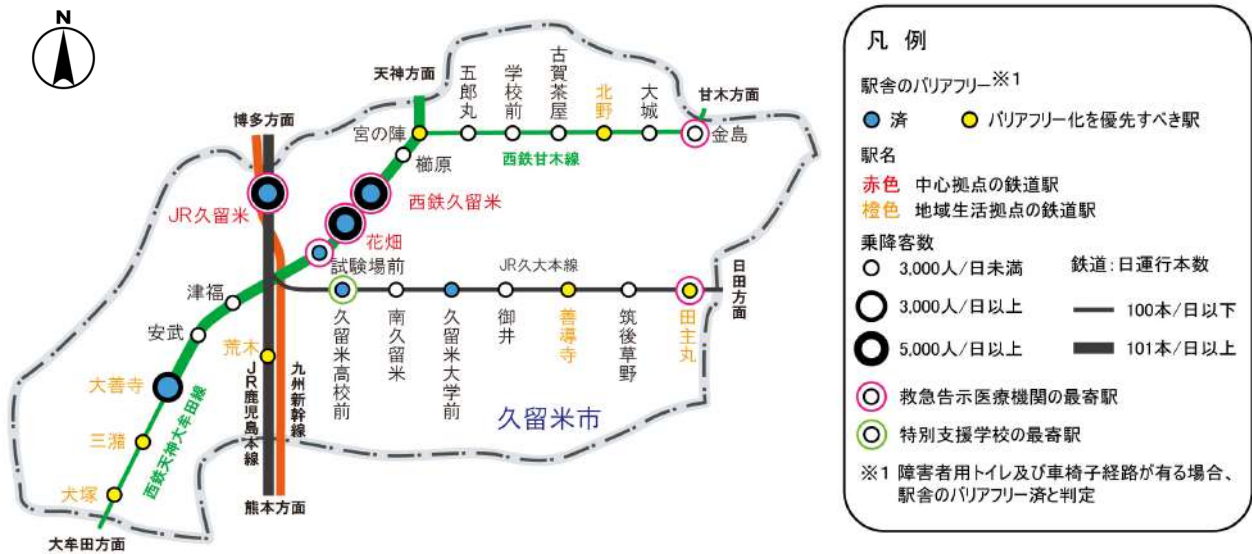 N
天神方面
五郎丸
学校前
古賀茶屋
北野
大城
甘木方面
博多方面
宮の陣
金島
櫛原
西鉄甘木線
JR久留米
西鉄久留米
花畑
試験場前
JR久大本線
日田方面
津福
安武
荒木
久留米高校前
南久留米
久留米大学前
御井
善導寺
筑後草野
田主丸
大善寺
JR鹿児島本線
九州新幹線
久留米市
三潴
西鉄天神大牟田線
犬塚
熊本方面
大牟田方面
凡 例
駅舎のバリアフリー※1
済
バリアフリー化を優先すべき駅
駅名
赤色 中心拠点の鉄道駅
橙色 地域生活拠点の鉄道駅
乗降客数
3,000人/日未満
鉄道:日運行本数
3,000人/日以上
100本/日以下
5,000人/日以上
101本/日以上
救急告示医療機関の最寄駅
特別支援学校の最寄駅
※1 障害者用トイレ及び車椅子経路が有る場合、
駅舎のバリアフリー済と判定